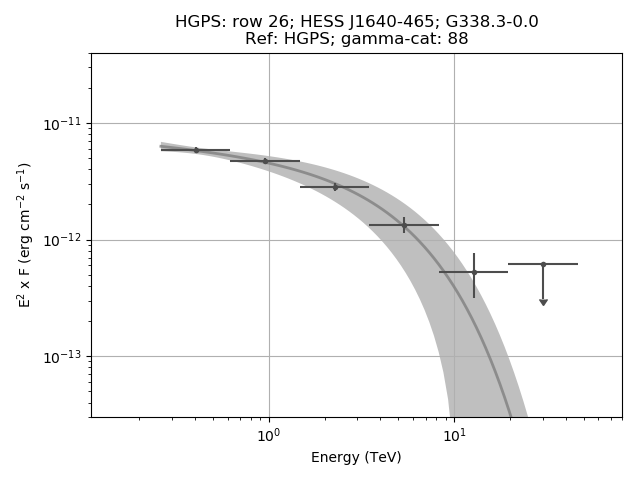 HGPS: row 26; HESS J1640-465; G338.3-0.0
Ref: HGPS; gamma-cat: 88
E² x F (erg cm⁻² s⁻¹)
10⁻¹¹
10⁻¹²
10⁻¹³
10⁰ 10¹
Energy (TeV)